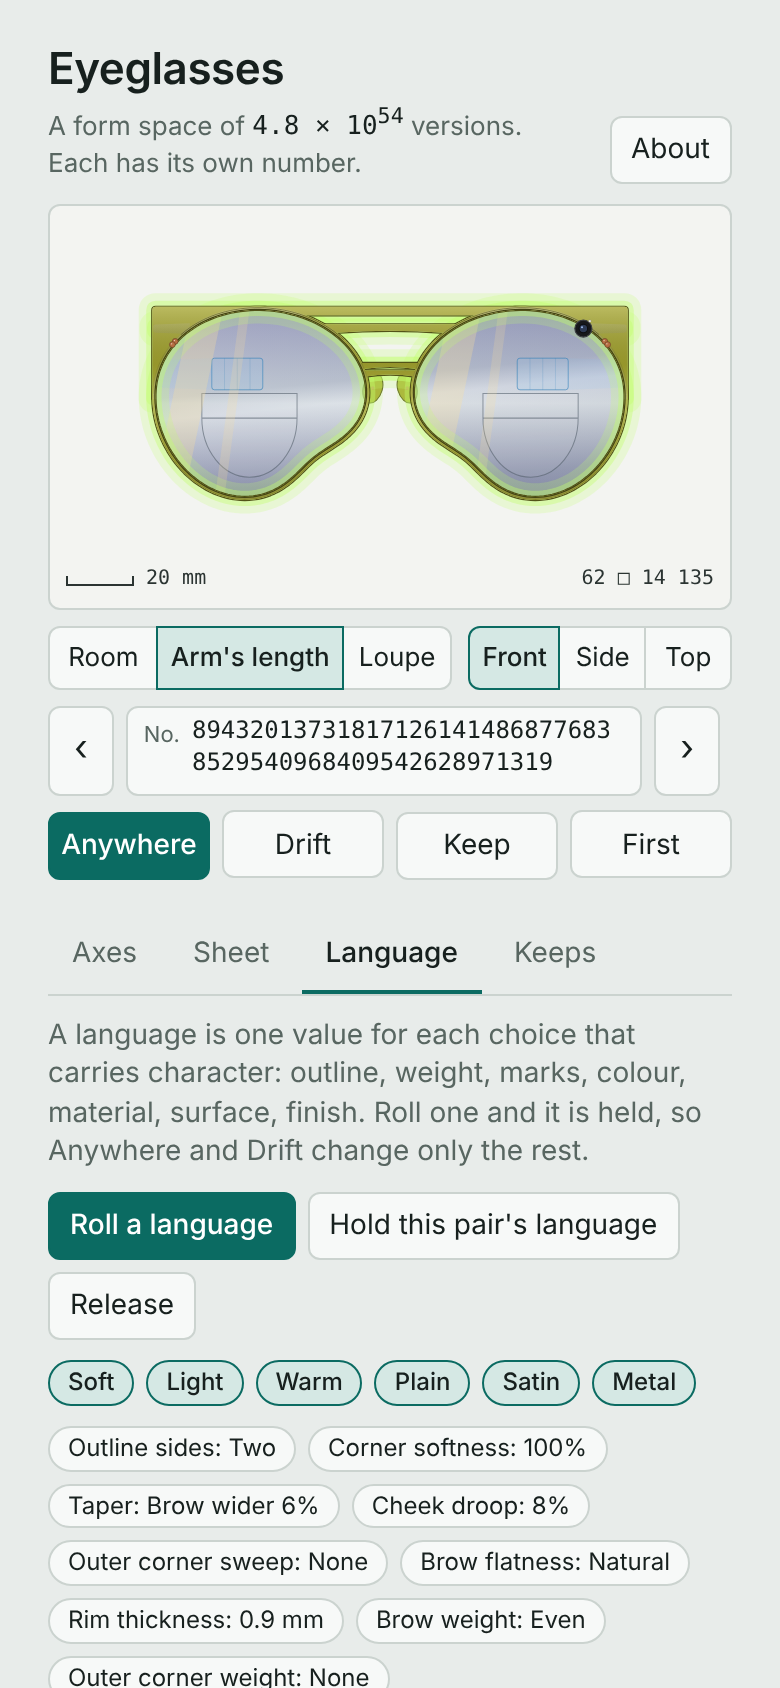 Eyeglasses
A form space of 4.8 × 10⁵⁴ versions.
Each has its own number.
About
20 mm
62 □ 14 135
Room
Arm's length
Loupe
Front
Side
Top
‹
No. 8943201373181712614148687768 3
8529540968409542628971319
›
Anywhere
Drift
Keep
First
Axes
Sheet
Language
Keeps
A language is one value for each choice that
carries character: outline, weight, marks, colour,
material, surface, finish. Roll one and it is held, so
Anywhere and Drift change only the rest.
Roll a language
Hold this pair's language
Release
Soft
Light
Warm
Plain
Satin
Metal
Outline sides: Two
Corner softness: 100%
Taper: Brow wider 6%
Cheek droop: 8%
Outer corner sweep: None
Brow flatness: Natural
Rim thickness: 0.9 mm
Brow weight: Even
Outer corner weight: None